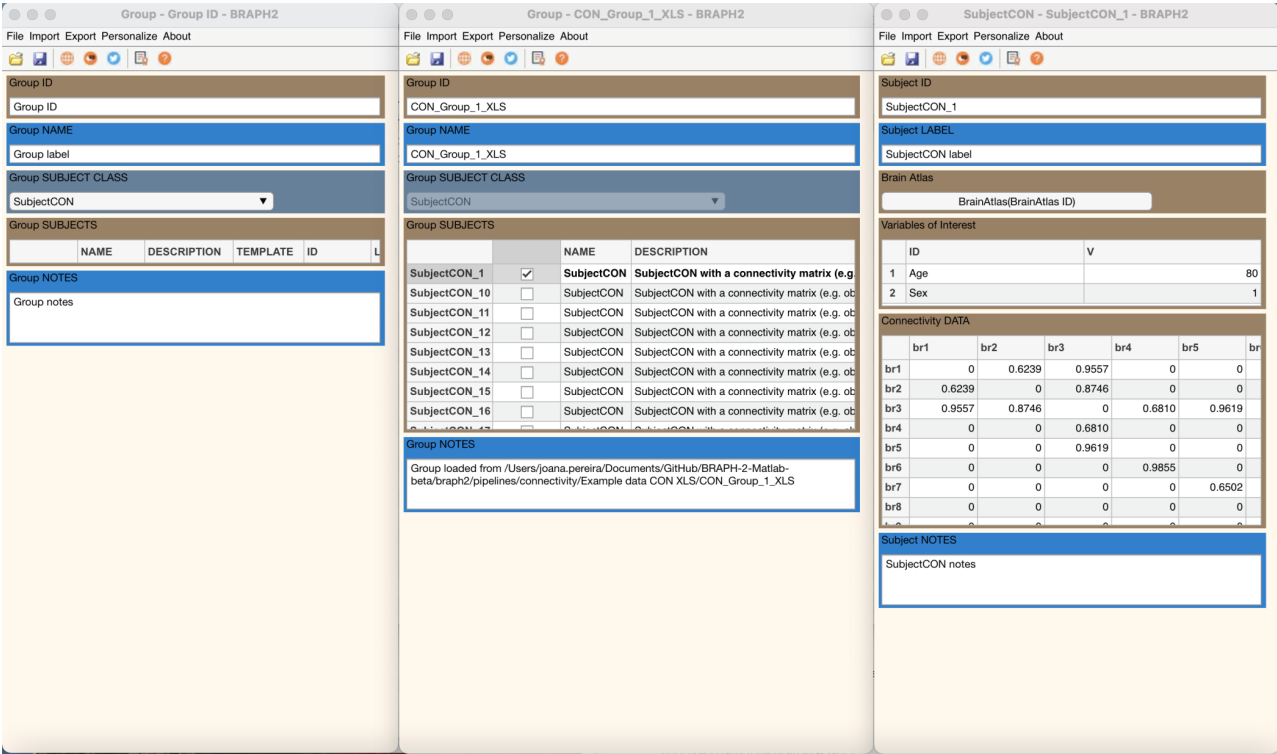 Group - Group ID - BRAPH2
File Import Export Personalize About
Group ID
Group ID
Group NAME
Group label
Group SUBJECT CLASS
SubjectCON
Group SUBJECTS
NAME DESCRIPTION TEMPLATE ID L
Group NOTES
Group notes
Group - CON_Group_1_XLS - BRAPH2
File Import Export Personalize About
Group ID
CON_Group_1_XLS
Group NAME
CON_Group_1_XLS
Group SUBJECT CLASS
SubjectCON
Group SUBJECTS
NAME DESCRIPTION
SubjectCON_1 SubjectCON SubjectCON with a connectivity matrix (e.g.
SubjectCON_10 SubjectCON SubjectCON with a connectivity matrix (e.g. ob
SubjectCON_11 SubjectCON SubjectCON with a connectivity matrix (e.g. ob
SubjectCON_12 SubjectCON SubjectCON with a connectivity matrix (e.g. ob
SubjectCON_13 SubjectCON SubjectCON with a connectivity matrix (e.g. ob
SubjectCON_14 SubjectCON SubjectCON with a connectivity matrix (e.g. ob
SubjectCON_15 SubjectCON SubjectCON with a connectivity matrix (e.g. ob
SubjectCON_16 SubjectCON SubjectCON with a connectivity matrix (e.g. ob
Group NOTES
Group loaded from /Users/joana.pereira/Documents/GitHub/BRAPH-2-Matlab-
beta/braph2/pipelines/connectivity/Example data CON XLS/CON_Group_1_XLS
SubjectCON - SubjectCON_1 - BRAPH2
File Import Export Personalize About
Subject ID
SubjectCON_1
Subject LABEL
SubjectCON label
Brain Atlas
BrainAtlas(BrainAtlas ID)
Variables of Interest
ID V
1 Age 80
2 Sex 1
Connectivity DATA
br1 br2 br3 br4 br5 br
br1 0 0.6239 0.9557 0 0
br2 0.6239 0 0.8746 0 0
br3 0.9557 0.8746 0 0.6810 0.9619
br4 0 0 0.6810 0 0
br5 0 0 0.9619 0 0
br6 0 0 0 0.9855 0
br7 0 0 0 0 0.6502
br8 0 0 0 0 0
Subject NOTES
SubjectCON notes